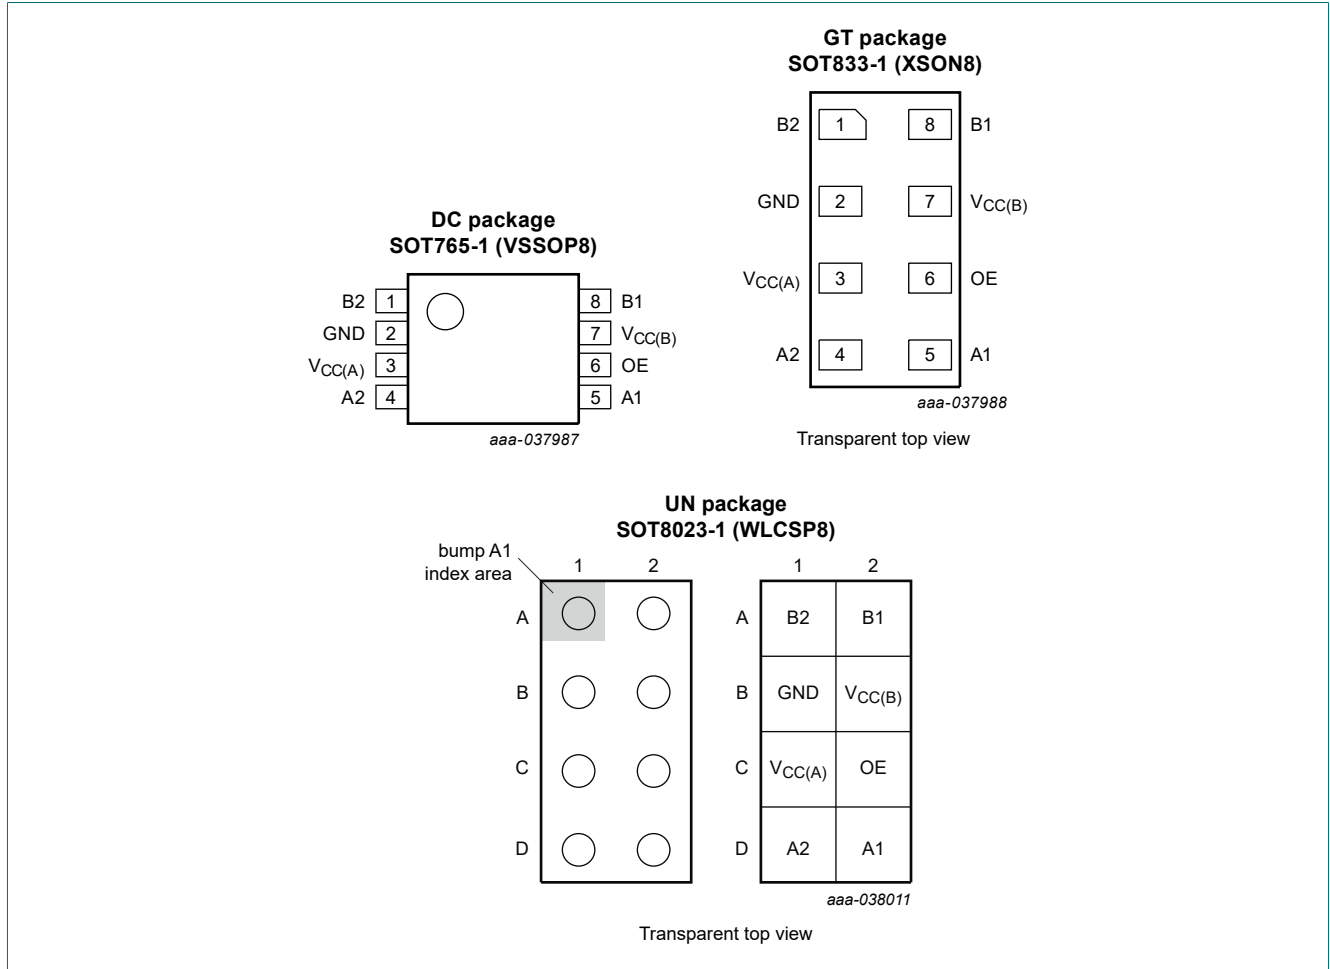 GT package
SOT833-1 (XSON8)
B2 1 8 B1
GND 2 7 VCC(B)
VCC(A) 3 6 OE
A2 4 5 A1
aaa-037988
Transparent top view
DC package
SOT765-1 (VSSOP8)
B2 1 8 B1
GND 2 7 VCC(B)
VCC(A) 3 6 OE
A2 4 5 A1
aaa-037987
UN package
SOT8023-1 (WLCSP8)
bump A1
index area
1 2
A
B
C
D
1 2
A B2 B1
B GND VCC(B)
C VCC(A) OE
D A2 A1
aaa-038011
Transparent top view